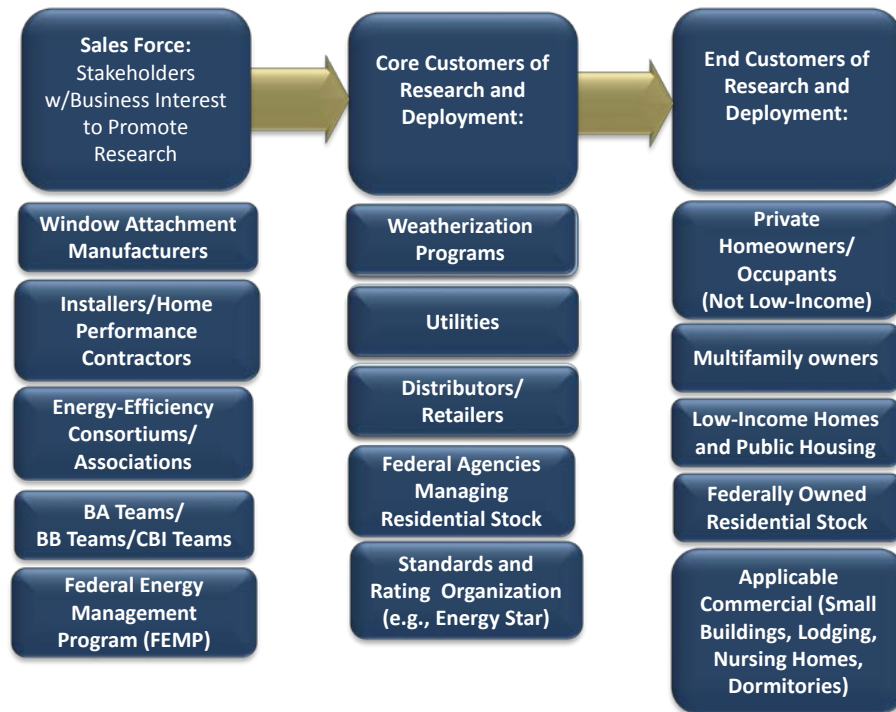 Sales Force:
Stakeholders
w/Business Interest
to Promote
Research
Window Attachment
Manufacturers
Installers/Home
Performance
Contractors
Energy-Efficiency
Consortiums/
Associations
BA Teams/
BB Teams/CBI Teams
Federal Energy
Management
Program (FEMP)
Core Customers of
Research and
Deployment:
Weatherization
Programs
Utilities
Distributors/
Retailers
Federal Agencies
Managing
Residential Stock
Standards and
Rating Organization
(e.g., Energy Star)
End Customers of
Research and
Deployment:
Private
Homeowners/
Occupants
(Not Low-Income)
Multifamily owners
Low-Income Homes
and Public Housing
Federally Owned
Residential Stock
Applicable
Commercial (Small
Buildings, Lodging,
Nursing Homes,
Dormitories)